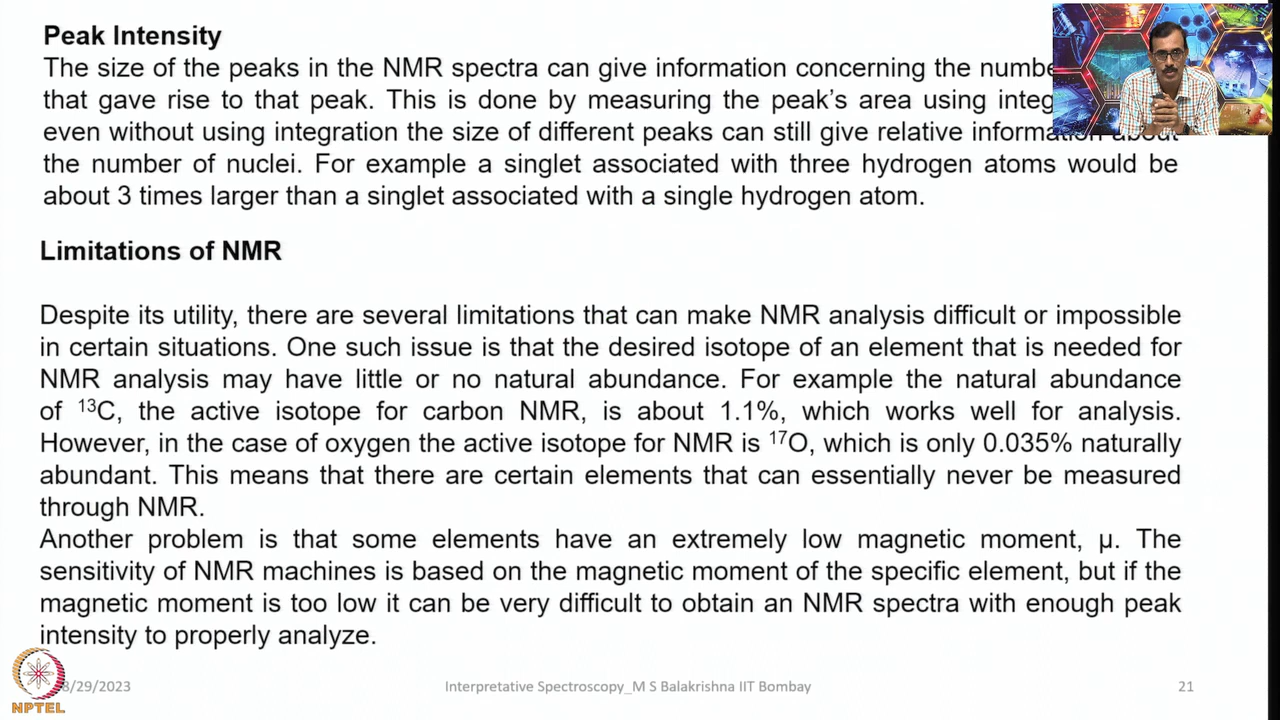 Peak Intensity
The size of the peaks in the NMR spectra can give information concerning the
that gave rise to that peak. This is done by measuring the peak's area using
even without using integration the size of different peaks can still give relative information about
the number of nuclei. For example a singlet associated with three hydrogen atoms would be
about 3 times larger than a singlet associated with a single hydrogen atom.
Limitations of NMR
Despite its utility, there are several limitations that can make NMR analysis difficult or impossible
in certain situations. One such issue is that the desired isotope of an element that is needed for
NMR analysis may have little or no natural abundance. For example the natural abundance
of ¹³C, the active isotope for carbon NMR, is about 1.1%, which works well for analysis.
However, in the case of oxygen the active isotope for NMR is ¹⁷O, which is only 0.035% naturally
abundant. This means that there are certain elements that can essentially never be measured
through NMR.
Another problem is that some elements have an extremely low magnetic moment, μ. The
sensitivity of NMR machines is based on the magnetic moment of the specific element, but if the
magnetic moment is too low it can be very difficult to obtain an NMR spectra with enough peak
intensity to properly analyze.
8/29/2023 Interpretative Spectroscopy_M S Balakrishna IIT Bombay 21
NPTEL